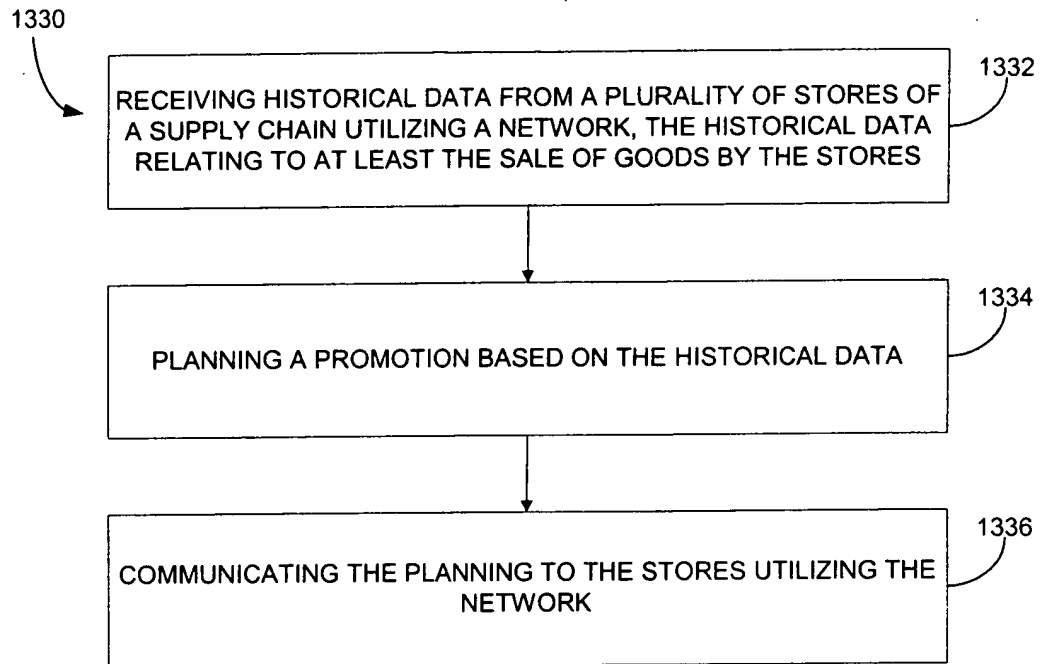 1330
1332
RECEIVING HISTORICAL DATA FROM A PLURALITY OF STORES OF
A SUPPLY CHAIN UTILIZING A NETWORK, THE HISTORICAL DATA
RELATING TO AT LEAST THE SALE OF GOODS BY THE STORES
1334
PLANNING A PROMOTION BASED ON THE HISTORICAL DATA
1336
COMMUNICATING THE PLANNING TO THE STORES UTILIZING THE
NETWORK